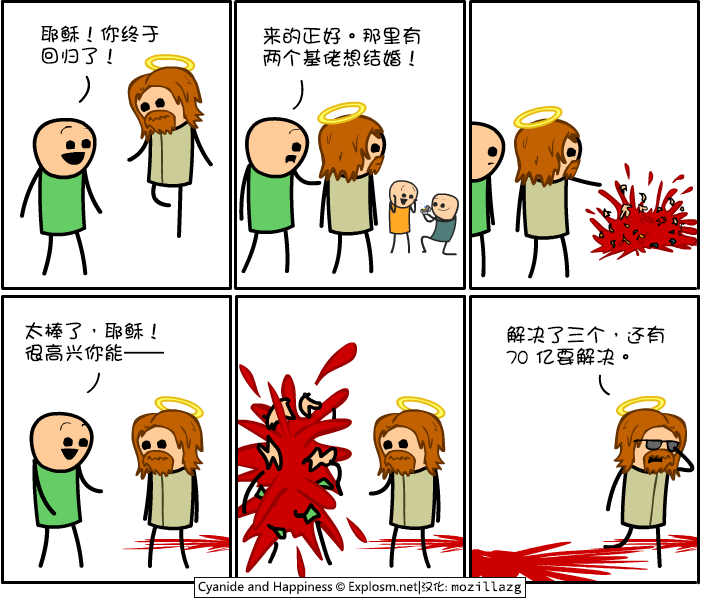 耶稣！你终于
回归了！
来的正好。那里有
两个基佬想结婚！
太棒了，耶稣！
很高兴你能——
解决了三个，还有
70 亿要解决。
Cyanide and Happiness © Explosm.net|汉化: mozillazg